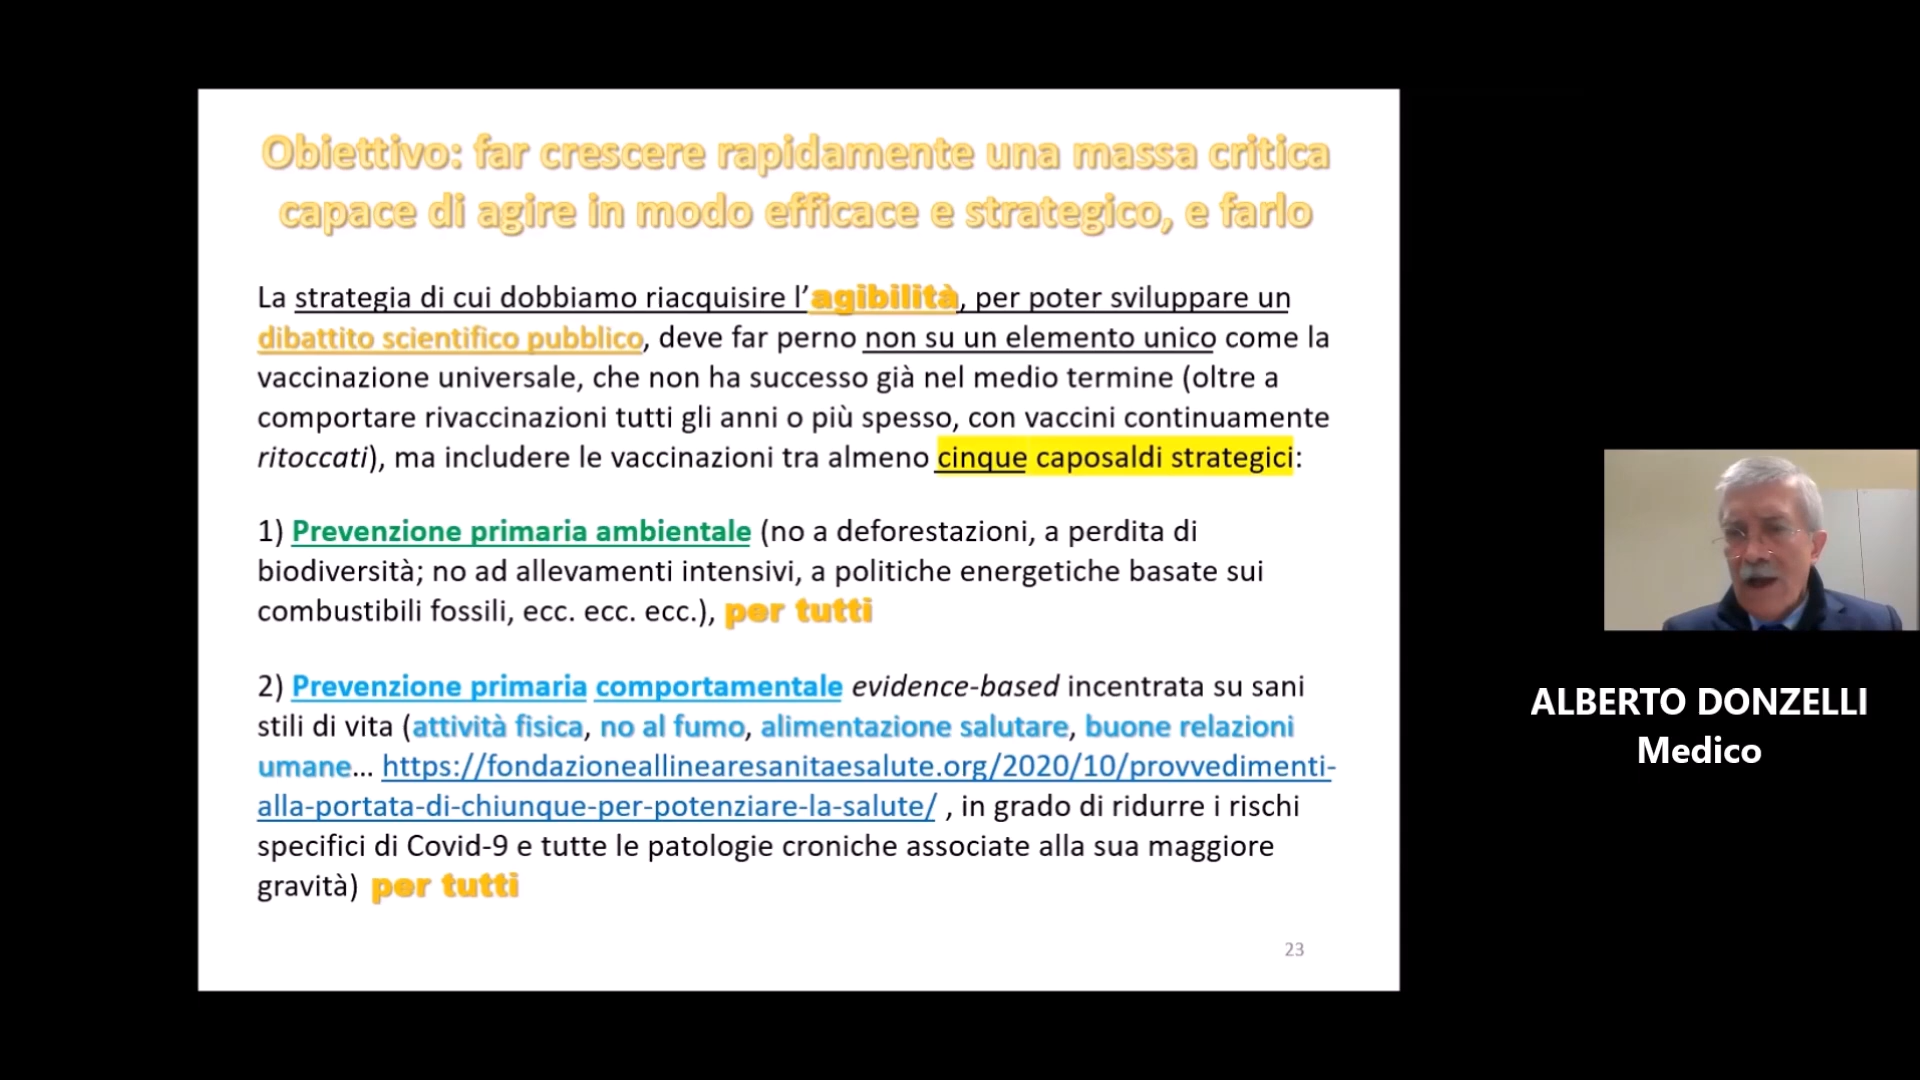 Obiettivo: far crescere rapidamente una massa critica
capace di agire in modo efficace e strategico, e farlo
La strategia di cui dobbiamo riacquisire l’agibilità, per poter sviluppare un
dibattito scientifico pubblico, deve far perno non su un elemento unico come la
vaccinazione universale, che non ha successo già nel medio termine (oltre a
comportare rivaccinazioni tutti gli anni o più spesso, con vaccini continuamente
ritoccati), ma includere le vaccinazioni tra almeno cinque caposaldi strategici:
1) Prevenzione primaria ambientale (no a deforestazioni, a perdita di
biodiversità; no ad allevamenti intensivi, a politiche energetiche basate sui
combustibili fossili, ecc. ecc. ecc.), per tutti
2) Prevenzione primaria comportamentale evidence-based incentrata su sani
stili di vita (attività fisica, no al fumo, alimentazione salutare, buone relazioni
umane… https://fondazioneallinearesanitaesalute.org/2020/10/provvedimenti-
alla-portata-di-chiunque-per-potenziare-la-salute/ , in grado di ridurre i rischi
specifici di Covid-9 e tutte le patologie croniche associate alla sua maggiore
gravità) per tutti
23
ALBERTO DONZELLI
Medico